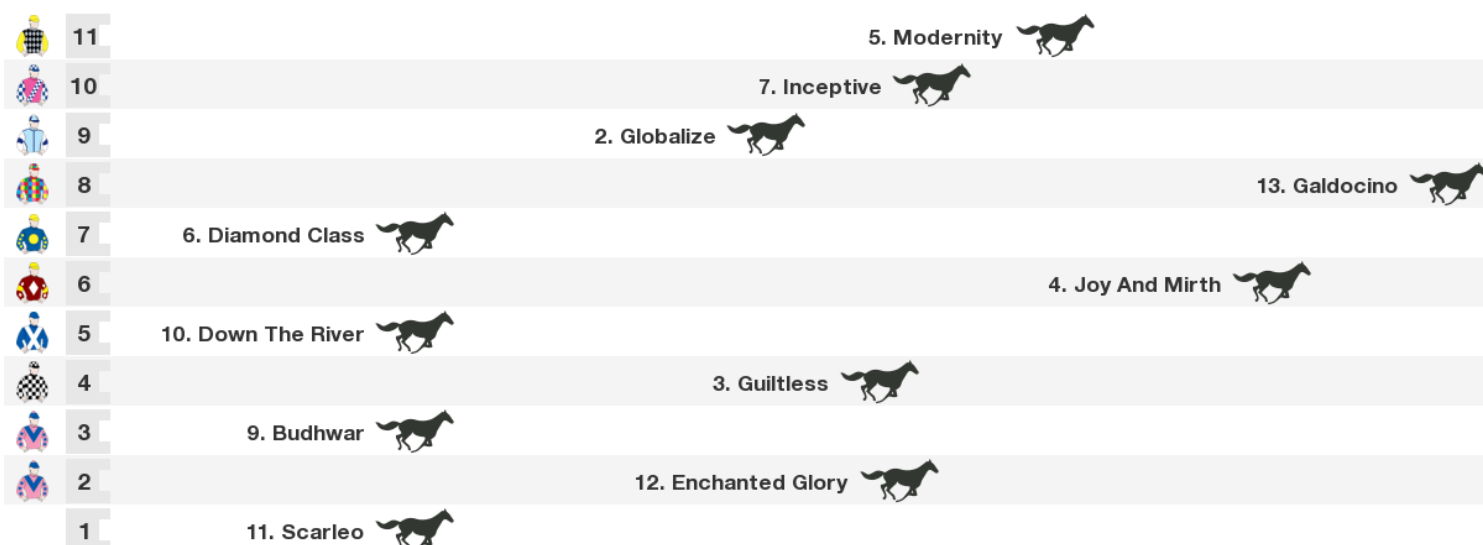 11 5. Modernity
10 7. Inceptive
9 2. Globalize
8 13. Galdocino
7 6. Diamond Class
6 4. Joy And Mirth
5 10. Down The River
4 3. Guiltless
3 9. Budhwar
2 12. Enchanted Glory
1 11. Scarleo